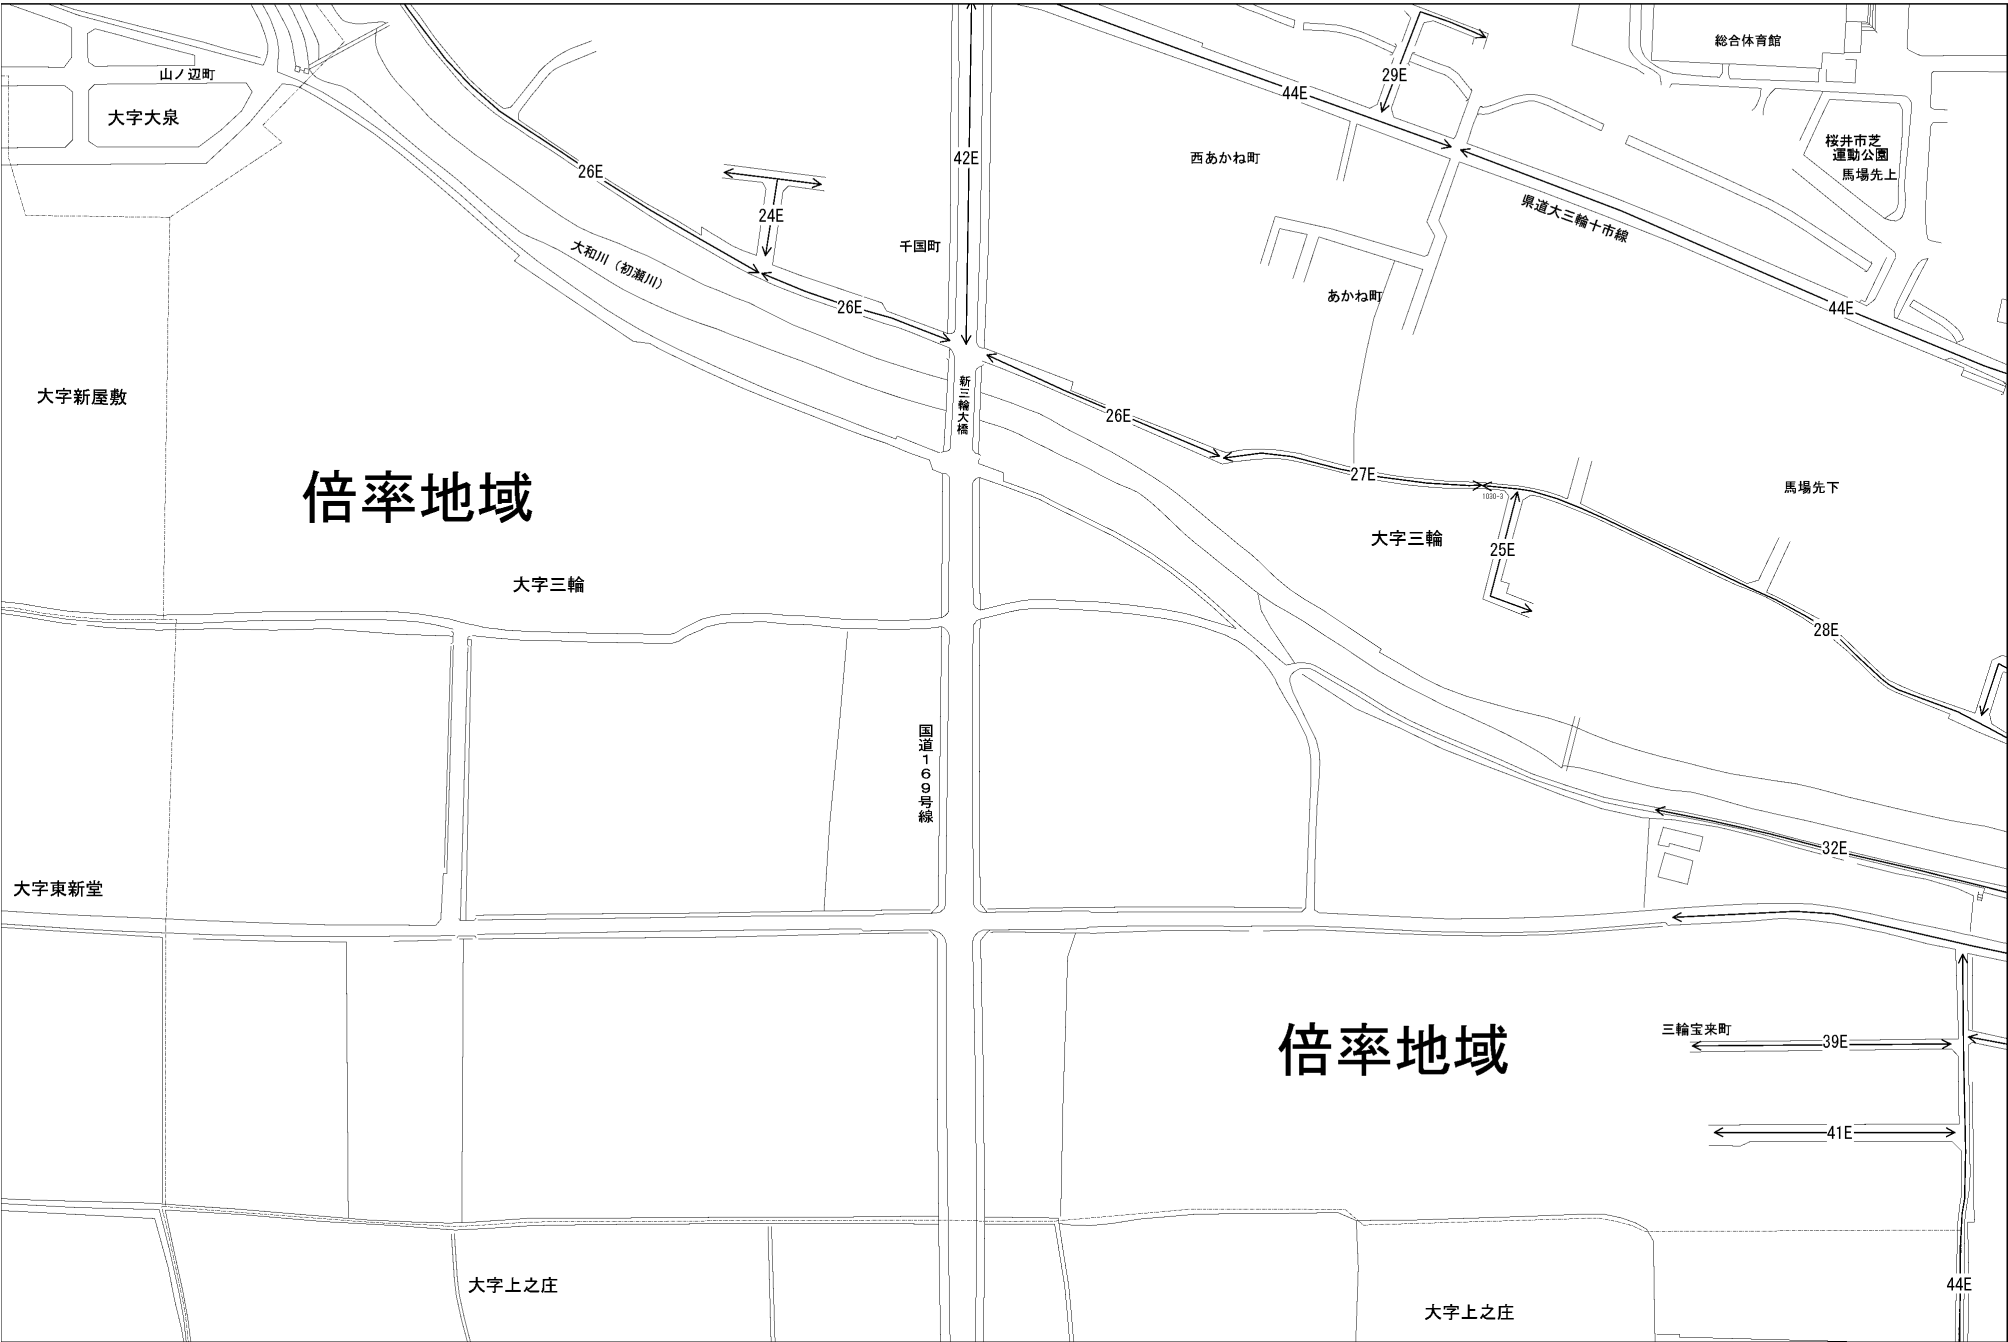 総合体育館
山ノ辺町
29E
44E
大字大泉
桜井市芝
運動公園
馬場先上
42E
西あかね町
26E
24E
県道大三輪十市線
千国町
大和川（初瀬川）
あかね町
26E
44E
大字新屋敷
新三輪大橋
26E
27E
馬場先下
1030-3
倍率地域
大字三輪
25E
大字三輪
28E
国道169号線
32E
大字東新堂
三輪宝来町
39E
倍率地域
41E
44E
大字上之庄
大字上之庄